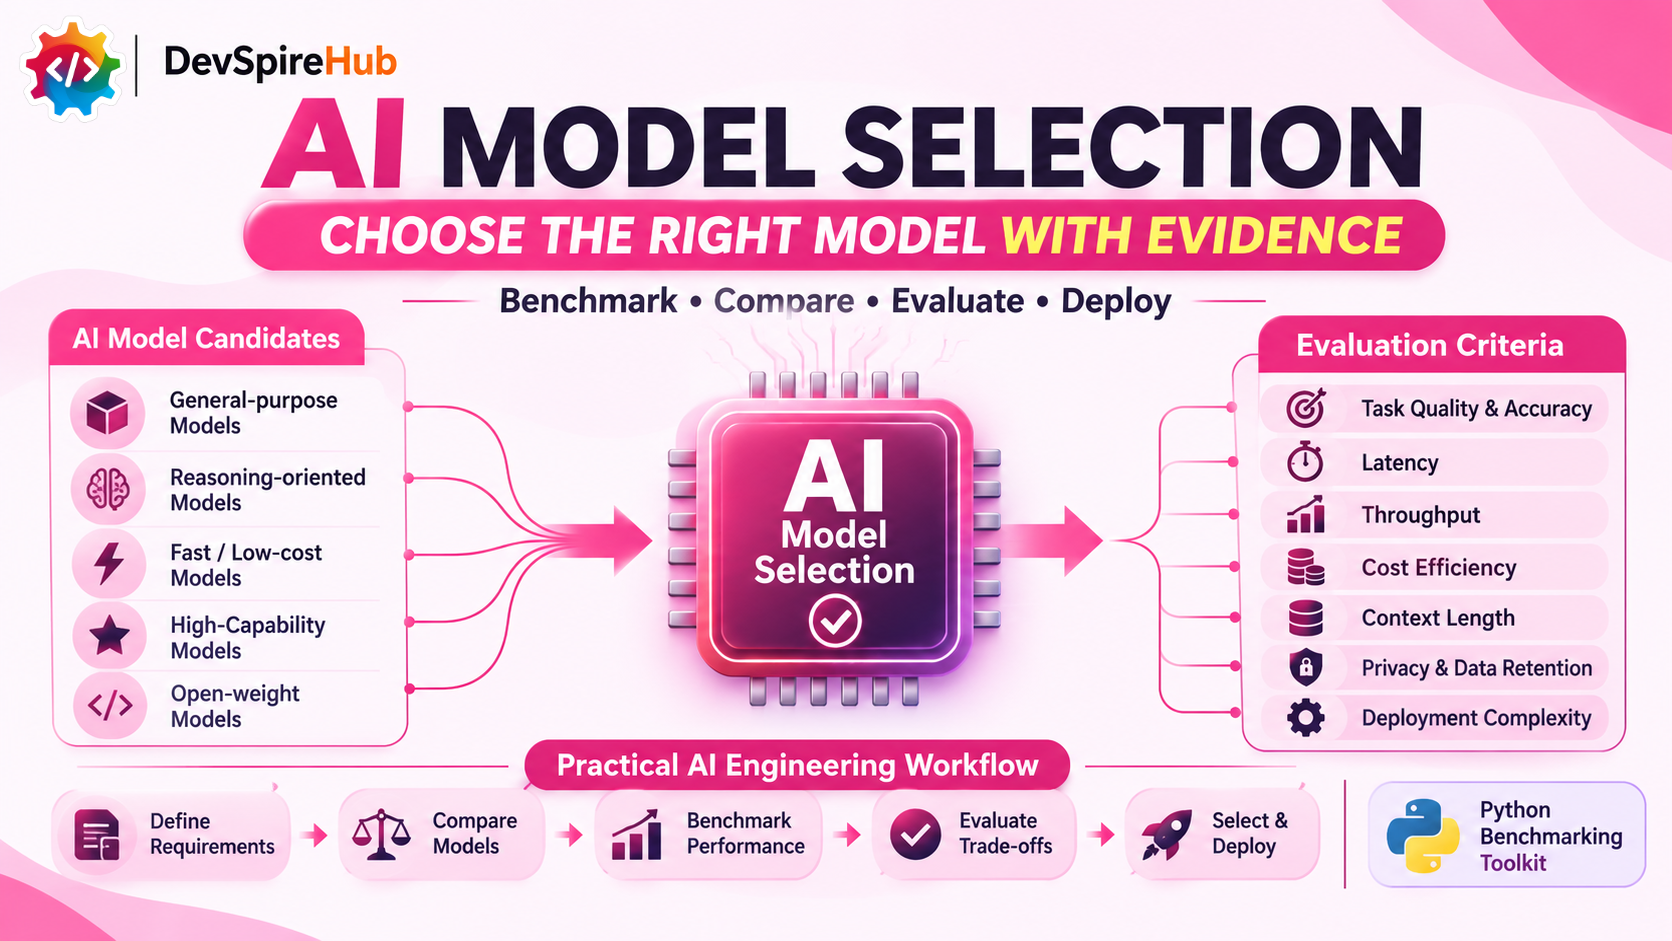 </>
DevSpireHub
AI MODEL SELECTION
CHOOSE THE RIGHT MODEL WITH EVIDENCE
Benchmark • Compare • Evaluate • Deploy
AI Model Candidates
General-purpose
Models
Reasoning-oriented
Models
Fast / Low-cost
Models
High-Capability
Models
</>
Open-weight
Models
AI
Model
Selection
Evaluation Criteria
Task Quality & Accuracy
Latency
Throughput
Cost Efficiency
Context Length
Privacy & Data Retention
Deployment Complexity
Practical AI Engineering Workflow
Define
Requirements
Compare
Models
Benchmark
Performance
Evaluate
Trade-offs
Select &
Deploy
Python
Benchmarking
Toolkit